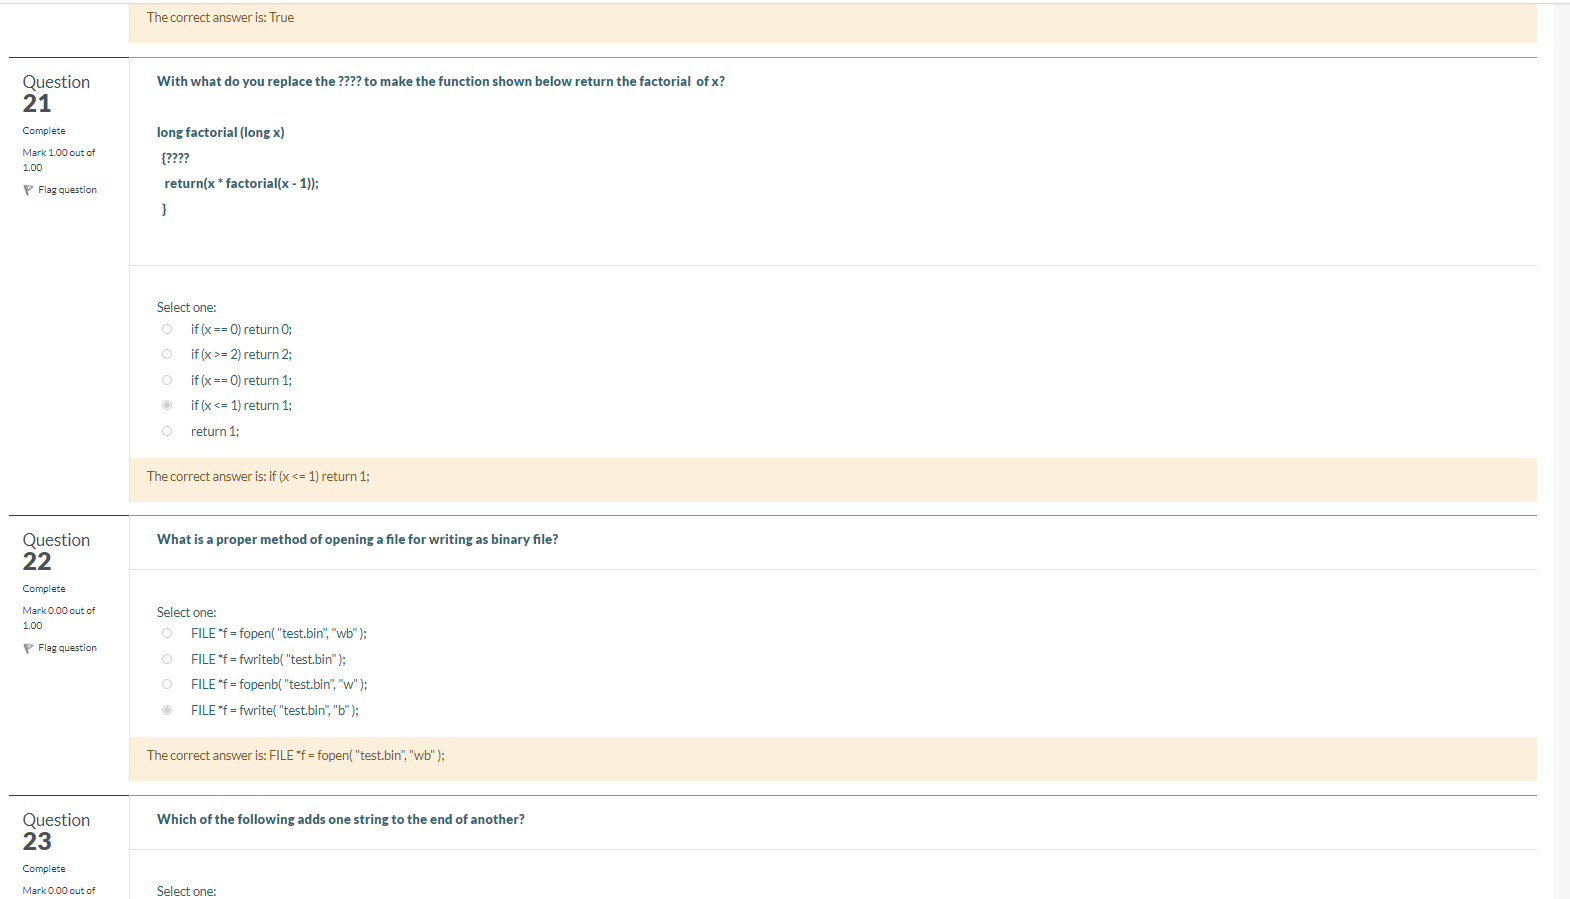 The correct answer is: True
Question
21
Complete
Mark 1.00 out of
1.00
Flag question
With what do you replace the ???? to make the function shown below return the factorial  of x?
long factorial (long x)
{????
return(x * factorial(x - 1));
}
Select one:
if (x == 0) return 0;
if (x >= 2) return 2;
if (x == 0) return 1;
if (x <= 1) return 1;
return 1;
The correct answer is: if (x <= 1) return 1;
Question
22
Complete
Mark 0.00 out of
1.00
Flag question
What is a proper method of opening a file for writing as binary file?
Select one:
FILE *f = fopen( "test.bin", "wb" );
FILE *f = fwriteb( "test.bin" );
FILE *f = fopenb( "test.bin", "w" );
FILE *f = fwrite( "test.bin", "b" );
The correct answer is: FILE *f = fopen( "test.bin", "wb" );
Question
23
Complete
Mark 0.00 out of
Which of the following adds one string to the end of another?
Select one: